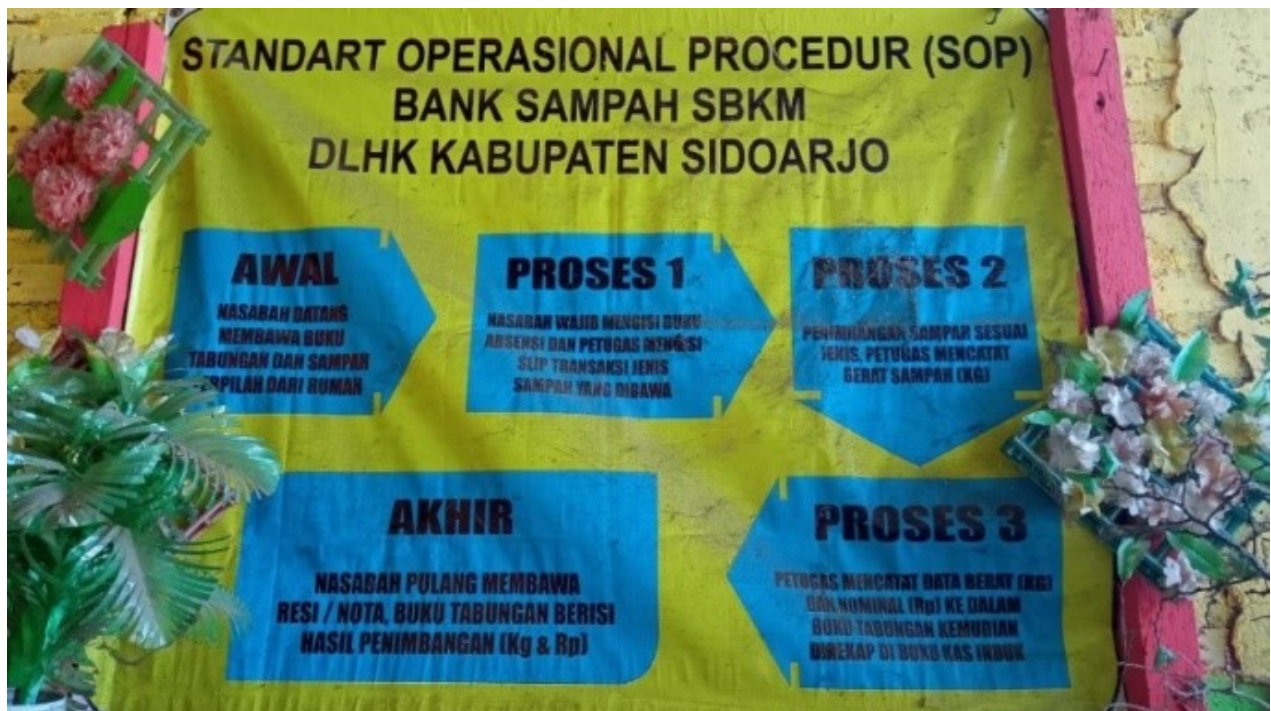 STANDART OPERASIONAL PROCEDUR (SOP)
BANK SAMPAH SBKM
DLHK KABUPATEN SIDOARJO
AWAL
NASABAH DATANG
MEMBAWA BUKU
TABUNGAN DAN SAMPAH
TERPILAH DARI RUMAH
PROSES 1
NASABAH WAJIB MENGISI BUKU
ABSENSI DAN PETUGAS MENGISI
SLIP TRANSAKSI JENIS
SAMPAH YANG DIBAWA
PROSES 2
PENIMBANGAN SAMPAH SESUAI
JENIS, PETUGAS MENCATAT
BERAT SAMPAH (KG)
PROSES 3
PETUGAS MENCATAT DATA BERAT (KG)
DAN NOMINAL (Rp) KE DALAM
BUKU TABUNGAN KEMUDIAN
DIREKAP DI BUKU KAS INDUK
AKHIR
NASABAH PULANG MEMBAWA
RESI / NOTA, BUKU TABUNGAN BERISI
HASIL PENIMBANGAN (Kg & Rp)